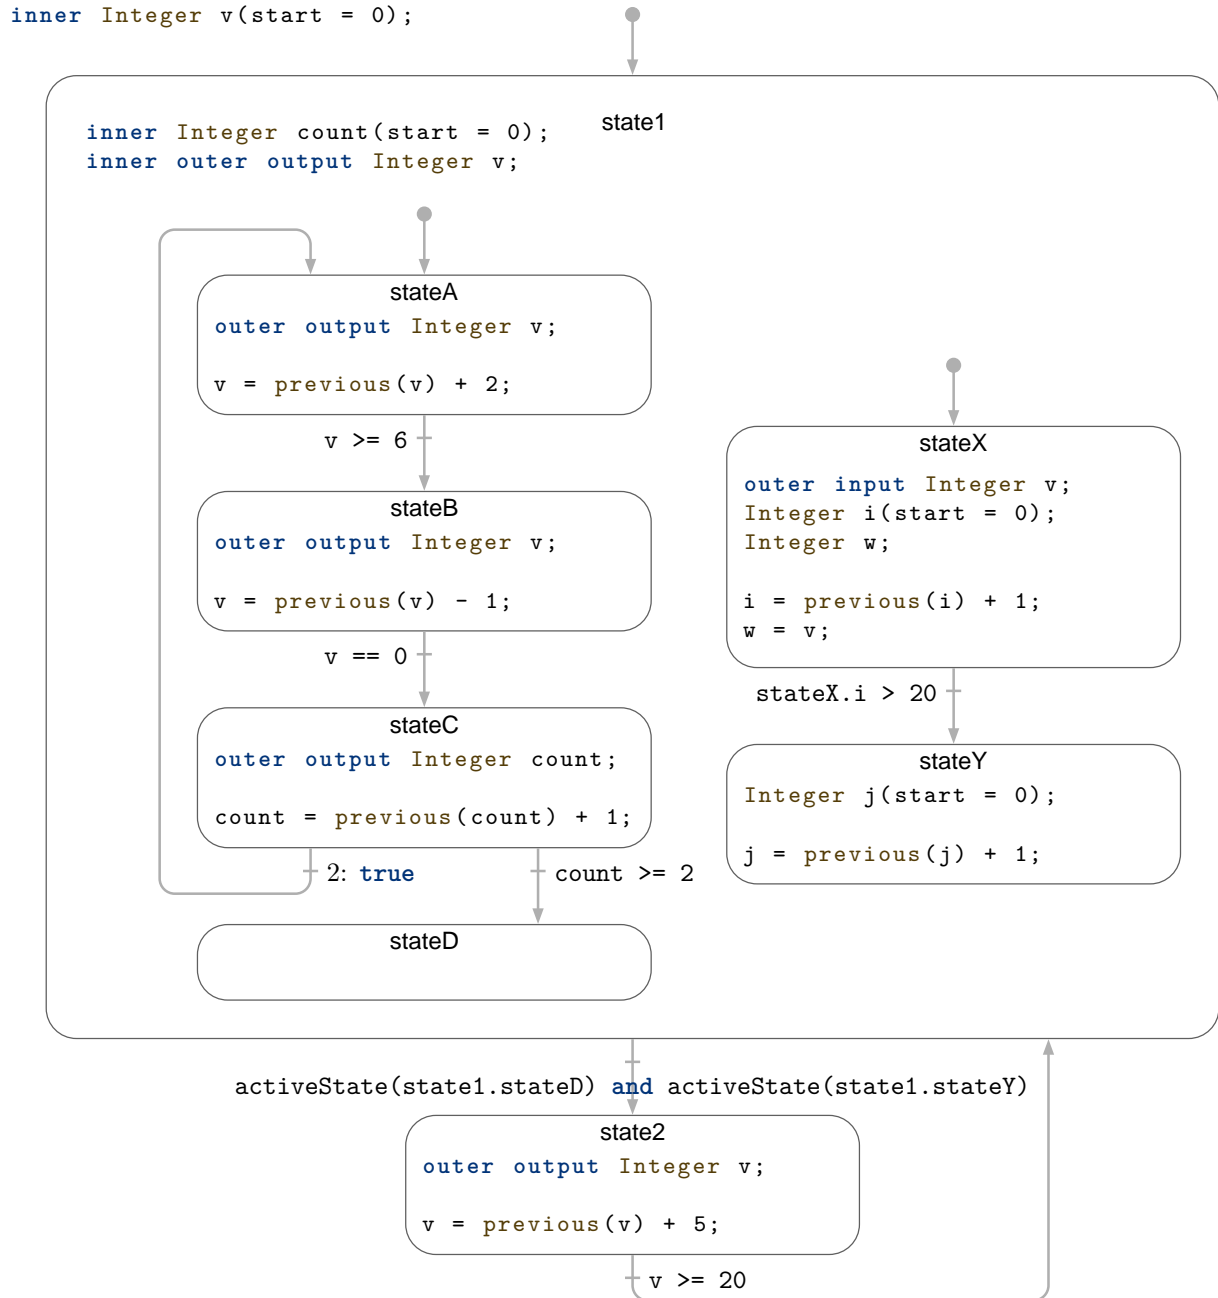 inner Integer v(start = 0);
state1
inner Integer count(start = 0);
inner outer output Integer v;
stateA
outer output Integer v;
v = previous(v) + 2;
v >= 6
stateB
outer output Integer v;
v = previous(v) - 1;
v == 0
stateC
outer output Integer count;
count = previous(count) + 1;
2: true
count >= 2
stateD
stateX
outer input Integer v;
Integer i(start = 0);
Integer w;
i = previous(i) + 1;
w = v;
stateX.i > 20
stateY
Integer j(start = 0);
j = previous(j) + 1;
activeState(state1.stateD) and activeState(state1.stateY)
state2
outer output Integer v;
v = previous(v) + 5;
v >= 20